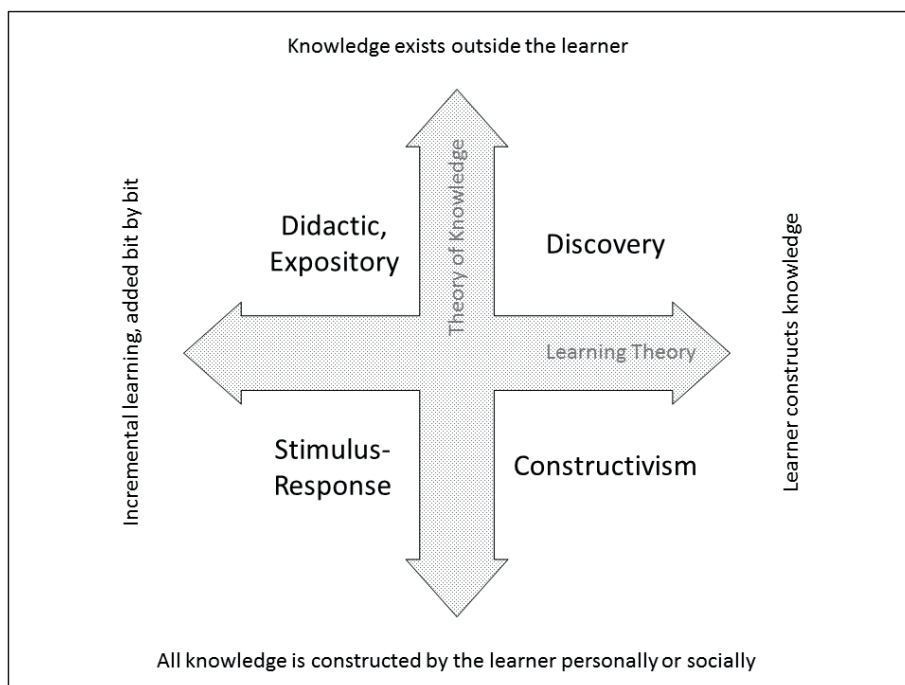 Knowledge exists outside the learner
Incremental learning, added bit by bit
Didactic,
Expository
Theory of Knowledge
Discovery
Learner constructs knowledge
Learning Theory
Stimulus-
Response
Constructivism
All knowledge is constructed by the learner personally or socially